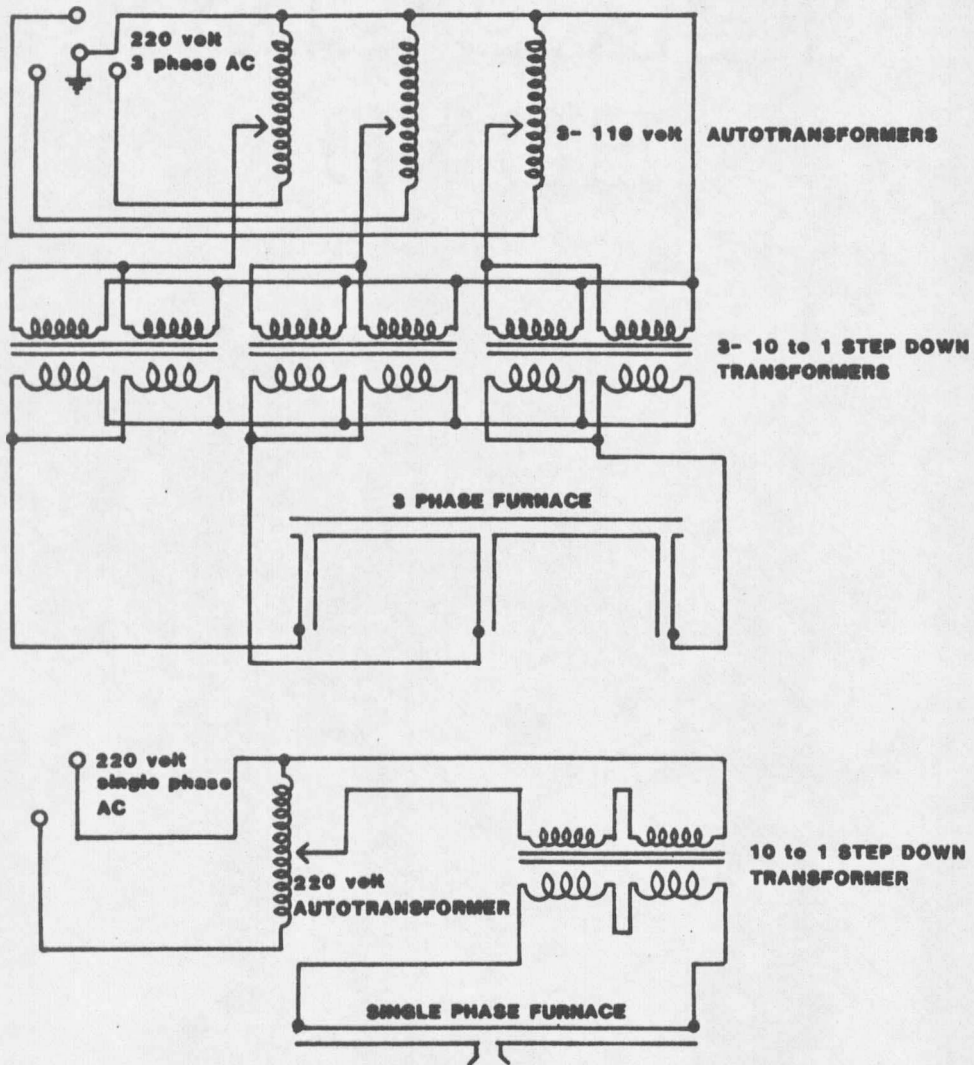 220 volt
3 phase AC
3- 110 volt AUTOTRANSFORMERS
3- 10 to 1 STEP DOWN
TRANSFORMERS
3 PHASE FURNACE
220 volt
single phase
AC
220 volt
AUTOTRANSFORMER
10 to 1 STEP DOWN
TRANSFORMER
SINGLE PHASE FURNACE